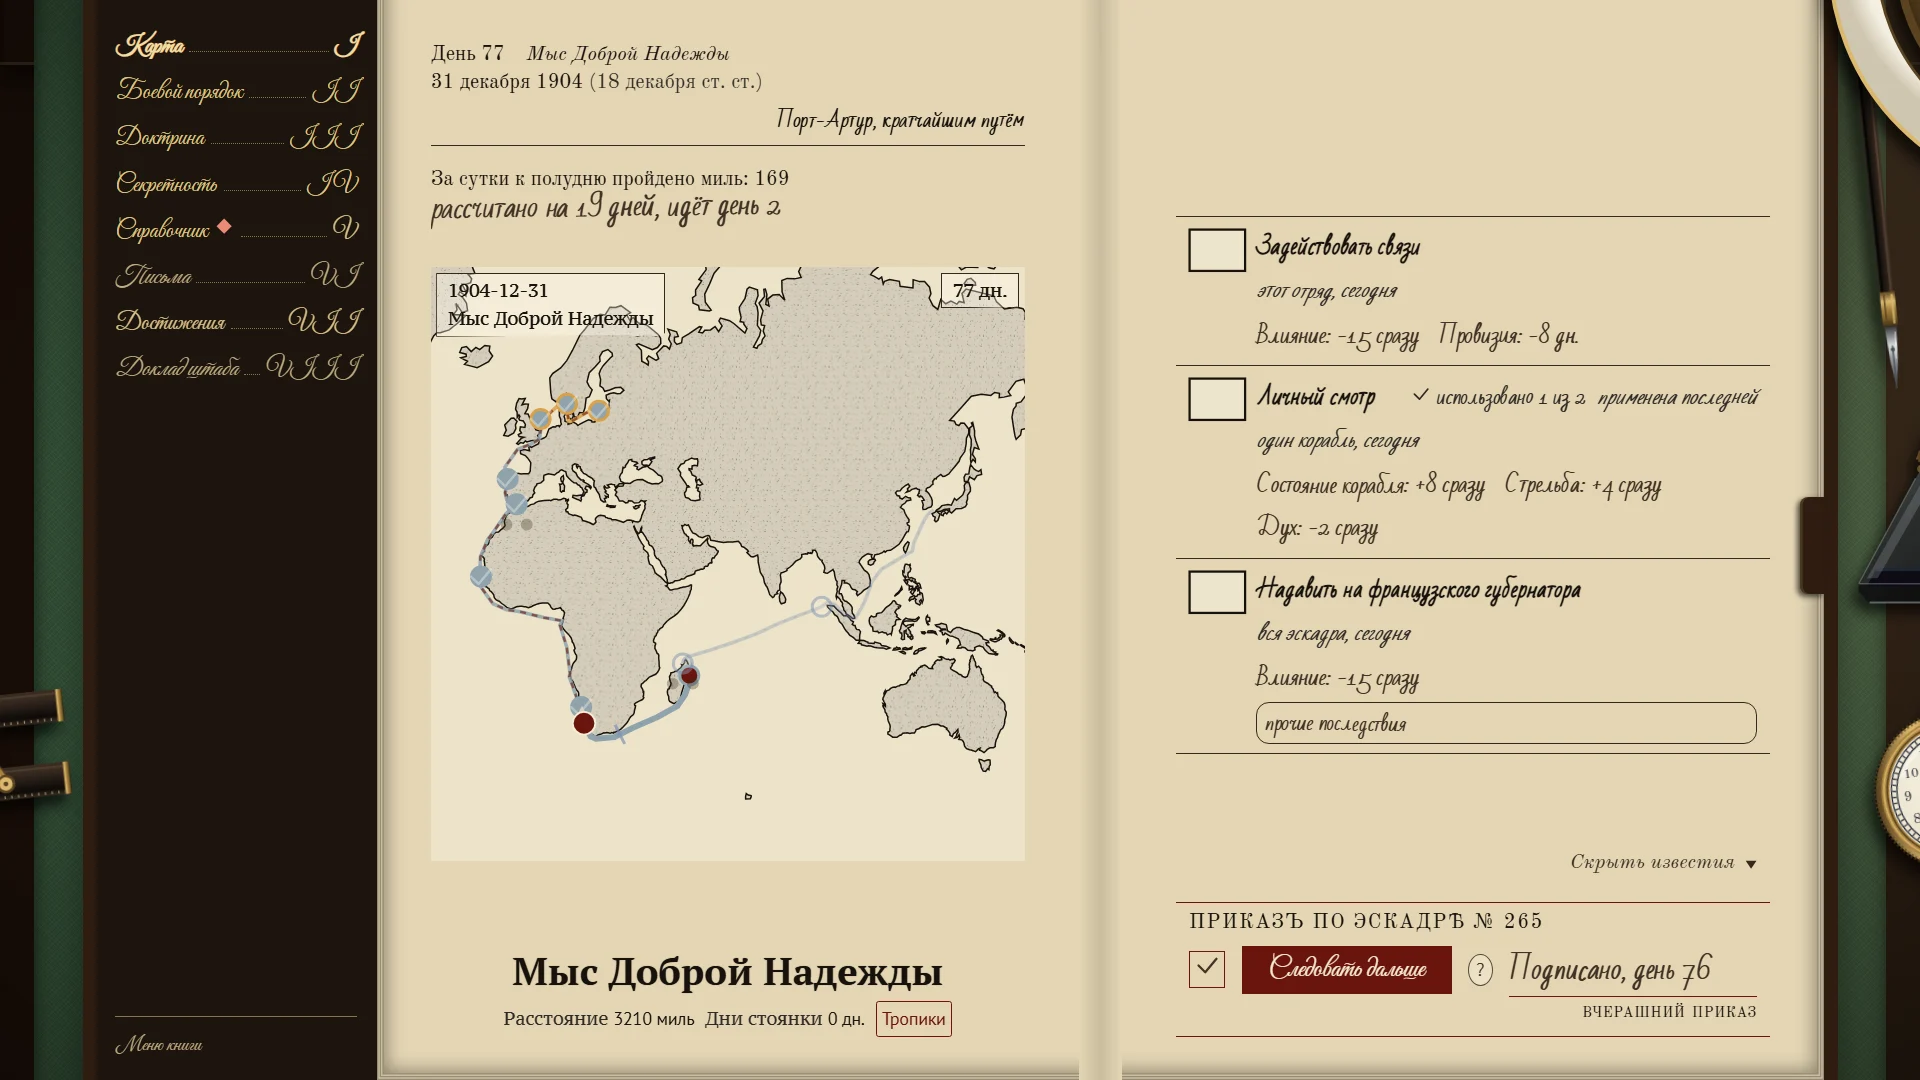 Карта I
Боевой порядок II
Доктрина III
Секретность IV
Справочник V
Письма VI
Достижения VII
Доклад штаба VIII
Меню книги
День 77 Мыс Доброй Надежды
31 декабря 1904 (18 декабря ст. ст.)
Порт-Артур, кратчайшим путём
За сутки к полудню пройдено миль: 169
рассчитано на 19 дней, идёт день 2
1904-12-31
Мыс Доброй Надежды
77 дн.
Мыс Доброй Надежды
Расстояние 3210 миль Дни стоянки 0 дн. Тропики
Задействовать связи
этот отряд, сегодня
Влияние: -15 сразу Провизия: -8 дн.
Личный смотр ✓ использовано 1 из 2 применена последней
один корабль, сегодня
Состояние корабля: +8 сразу Стрельба: +4 сразу
Дух: -2 сразу
Надавить на французского губернатора
вся эскадра, сегодня
Влияние: -15 сразу
прочие последствия
Скрыть известия ▼
ПРИКАЗЪ ПО ЭСКАДРѢ № 265
Следовать дальше ? Подписано, день 76
ВЧЕРАШНИЙ ПРИКАЗ
10
9
8